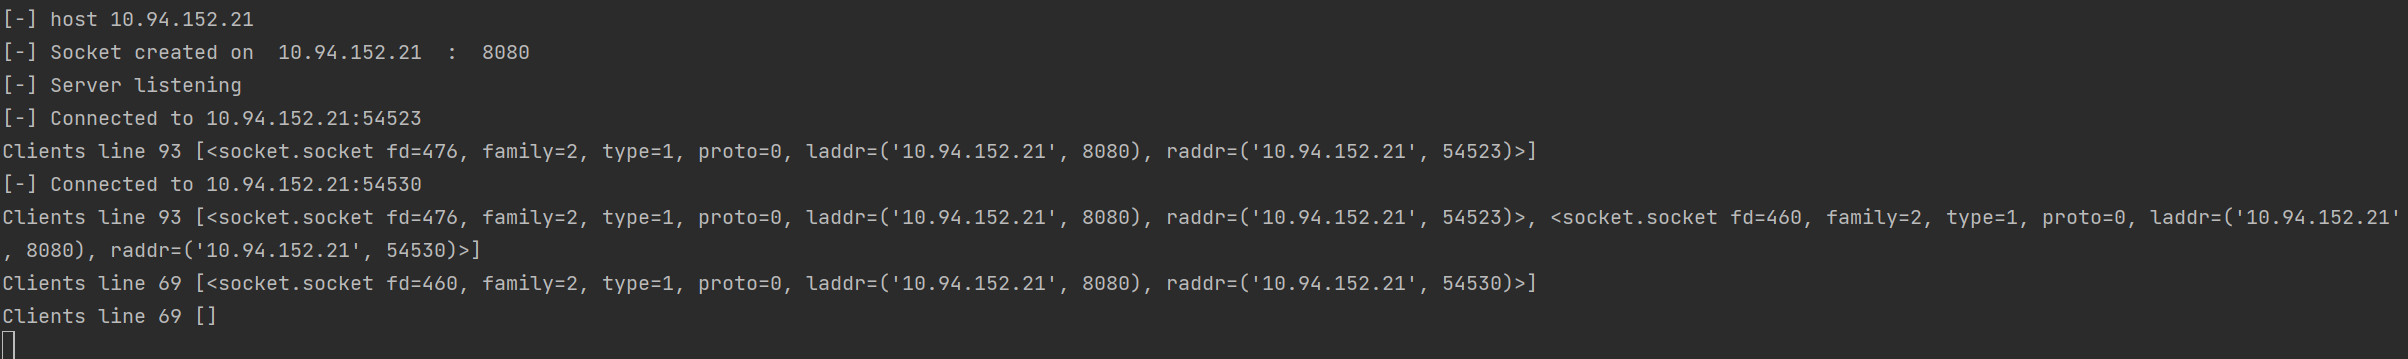 [-] host 10.94.152.21
[-] Socket created on  10.94.152.21  :  8080
[-] Server listening
[-] Connected to 10.94.152.21:54523
Clients line 93 [<socket.socket fd=476, family=2, type=1, proto=0, laddr=('10.94.152.21', 8080), raddr=('10.94.152.21', 54523)>]
[-] Connected to 10.94.152.21:54530
Clients line 93 [<socket.socket fd=476, family=2, type=1, proto=0, laddr=('10.94.152.21', 8080), raddr=('10.94.152.21', 54523)>, <socket.socket fd=460, family=2, type=1, proto=0, laddr=('10.94.152.21'
, 8080), raddr=('10.94.152.21', 54530)>]
Clients line 69 [<socket.socket fd=460, family=2, type=1, proto=0, laddr=('10.94.152.21', 8080), raddr=('10.94.152.21', 54530)>]
Clients line 69 []